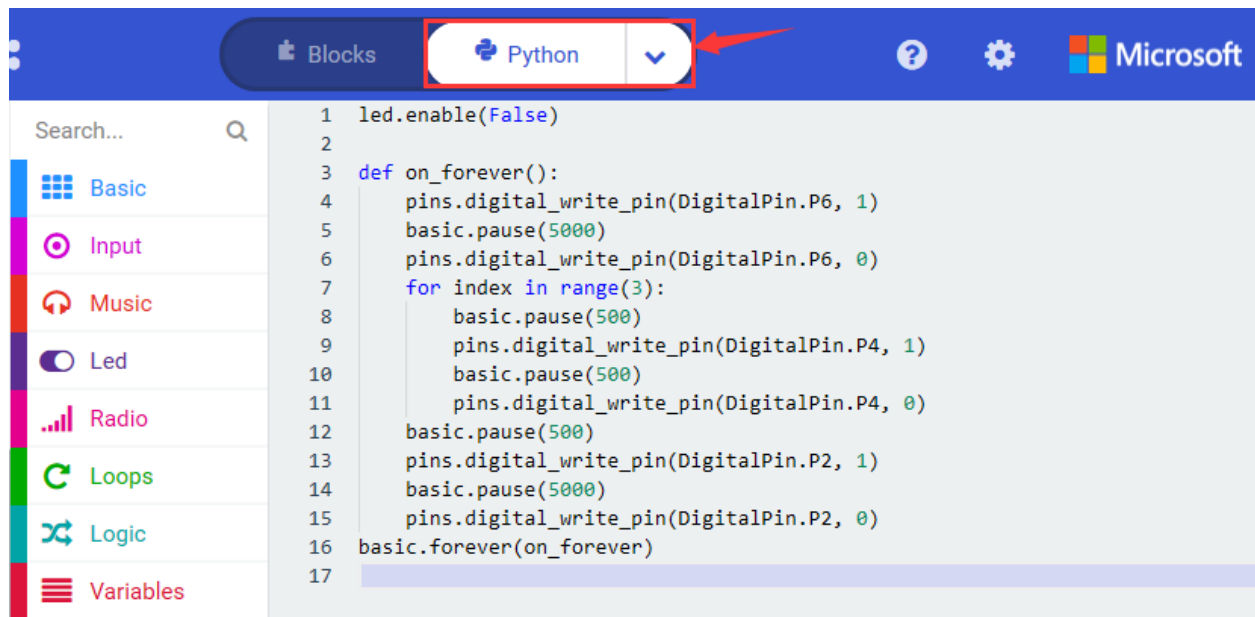 Blocks
Python
Microsoft
Search...
Basic
Input
Music
Led
Radio
Loops
Logic
Variables
1 led.enable(False)
2
3 def on_forever():
4     pins.digital_write_pin(DigitalPin.P6, 1)
5     basic.pause(5000)
6     pins.digital_write_pin(DigitalPin.P6, 0)
7     for index in range(3):
8         basic.pause(500)
9         pins.digital_write_pin(DigitalPin.P4, 1)
10         basic.pause(500)
11         pins.digital_write_pin(DigitalPin.P4, 0)
12     basic.pause(500)
13     pins.digital_write_pin(DigitalPin.P2, 1)
14     basic.pause(5000)
15     pins.digital_write_pin(DigitalPin.P2, 0)
16 basic.forever(on_forever)
17